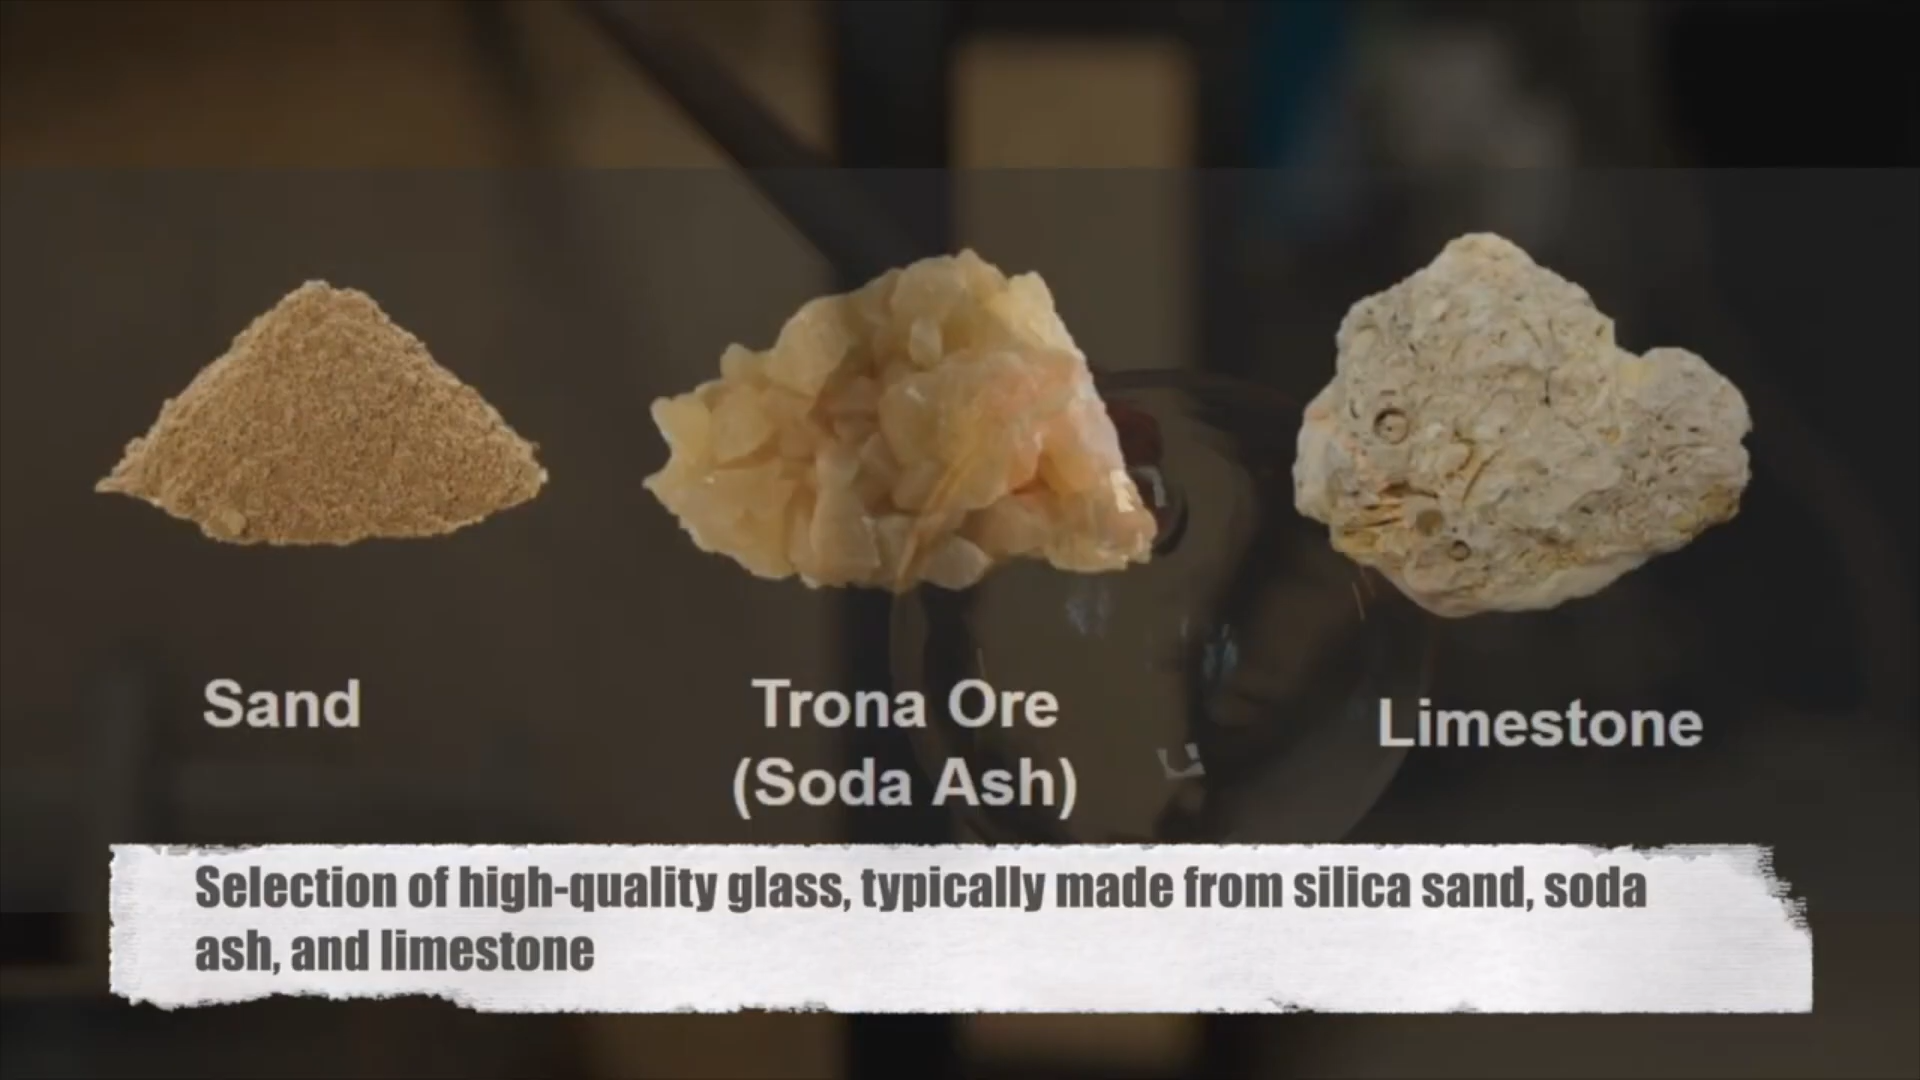 Sand
Trona Ore
(Soda Ash)
Limestone
Selection of high-quality glass, typically made from silica sand, soda
ash, and limestone